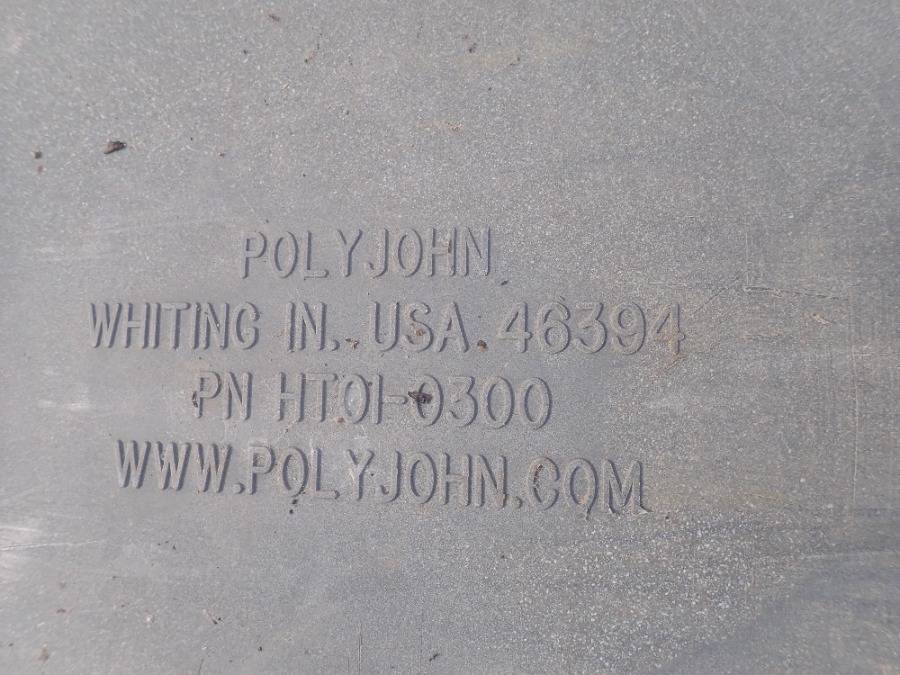 POLYJOHN
WHITING IN. USA 46394
PN HT01-0300
WWW.POLYJOHN.COM